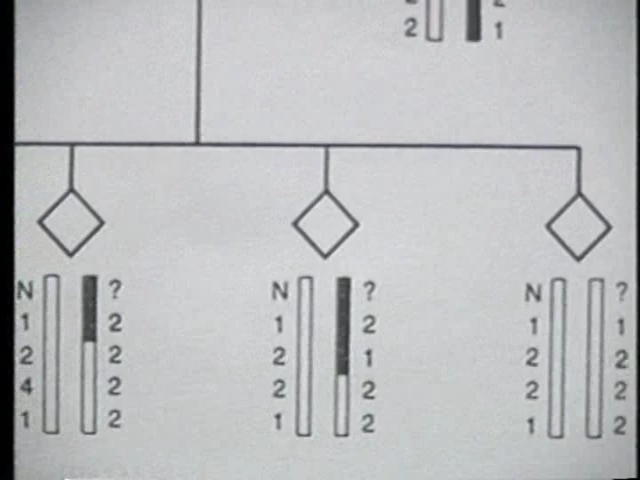 2 1
N ? N ? N ?
1 2 1 2 1 1
2 2 2 1 2 2
4 2 2 2 2 2
1 2 1 2 1 2